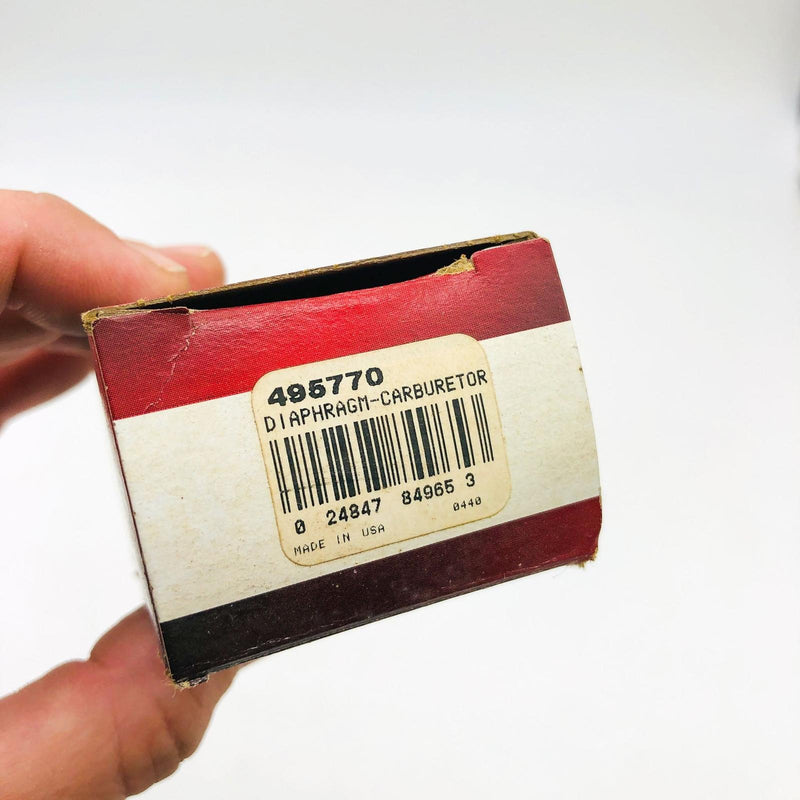 495770
DIAPHRAGM-CARBURETOR
0 24847 84965 3
MADE IN USA 0440